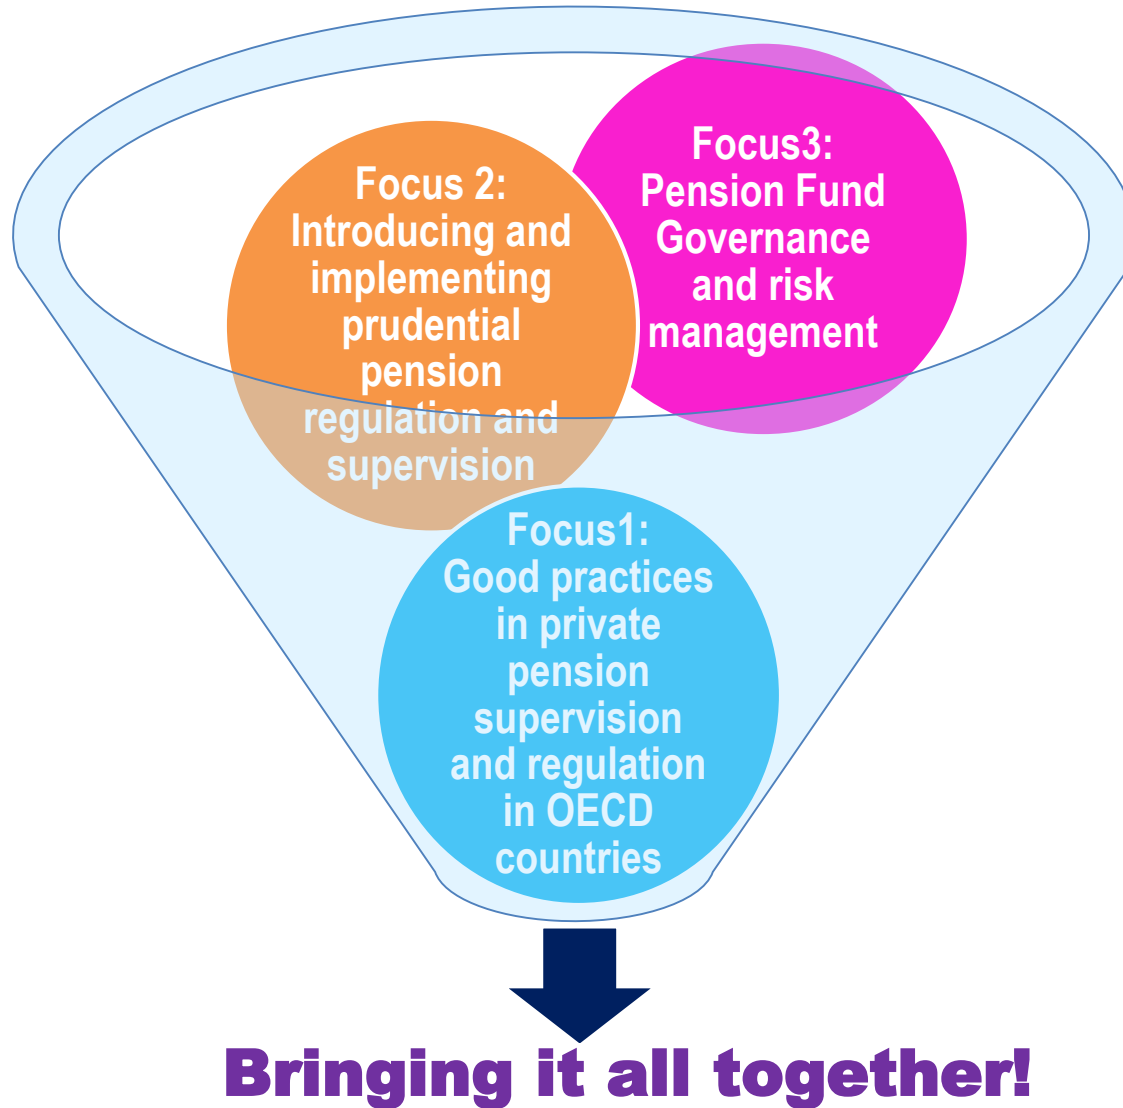 Focus3:
Pension Fund
Governance
and risk
management
Focus 2:
Introducing and
implementing
prudential
pension
regulation and
supervision
Focus1:
Good practices
in private
pension
supervision
and regulation
in OECD
countries
Bringing it all together!